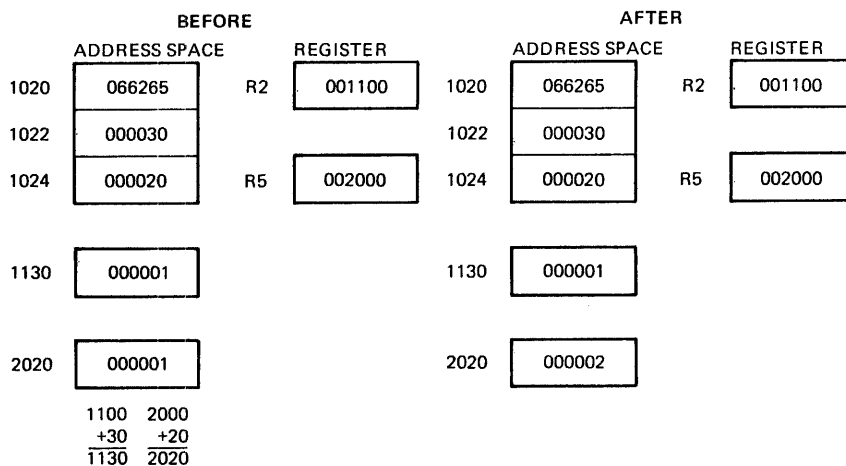 BEFORE AFTER
ADDRESS SPACE REGISTER ADDRESS SPACE REGISTER
1020 066265 R2 001100 1020 066265 R2 001100
1022 000030 1022 000030
1024 000020 R5 002000 1024 000020 R5 002000
1130 000001 1130 000001
2020 000001 2020 000002
1100 2000
+30 +20
1130 2020